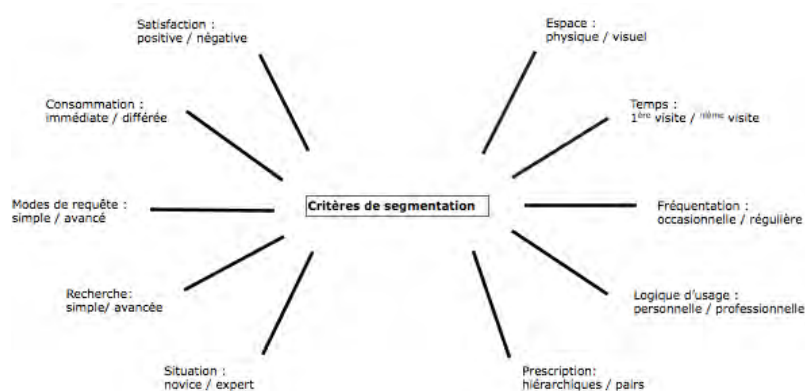 Satisfaction :
positive / négative
Espace :
physique / visuel
Consommation :
immédiate / différée
Temps :
1ère visite / nième visite
Modes de requête :
simple / avancé
Critères de segmentation
Fréquentation :
occasionnelle / régulière
Recherche:
simple/ avancée
Logique d'usage :
personnelle / professionnelle
Situation :
novice / expert
Prescription:
hiérarchiques / pairs